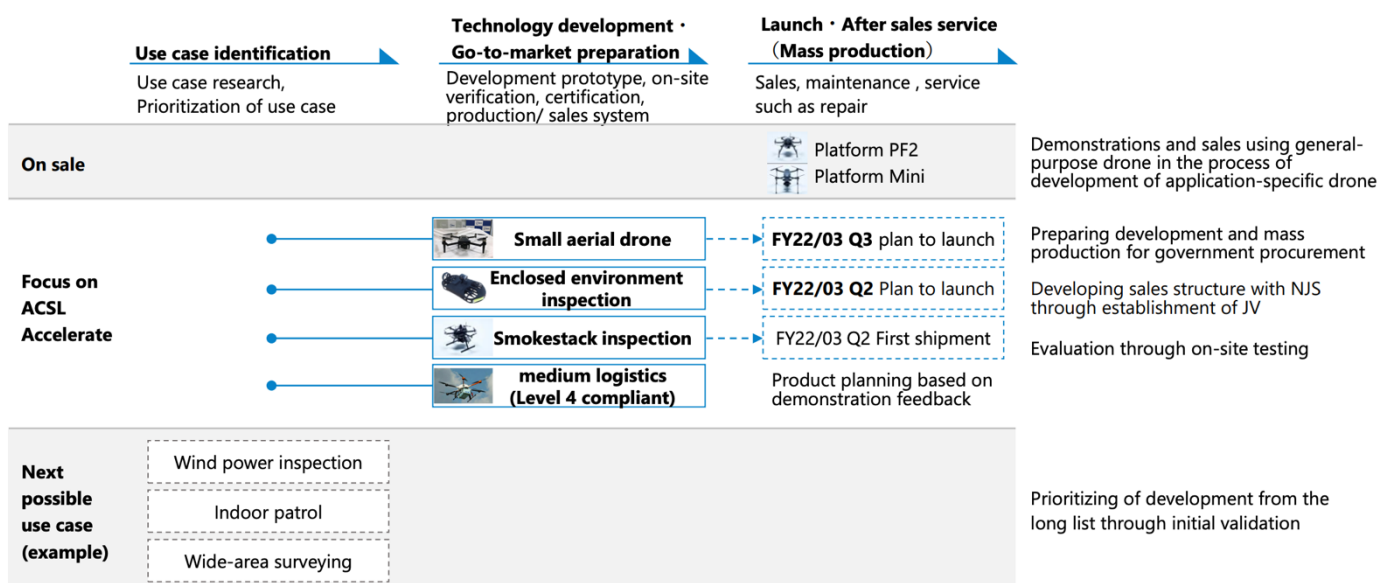 Use case identification
Use case research,
Prioritization of use case
Technology development・
Go-to-market preparation
Development prototype, on-site
verification, certification,
production/ sales system
Launch・After sales service
（Mass production）
Sales, maintenance , service
such as repair
On sale
Platform PF2
Platform Mini
Demonstrations and sales using general-
purpose drone in the process of
development of application-specific drone
Focus on
ACSL
Accelerate
Small aerial drone
FY22/03 Q3 plan to launch
Preparing development and mass
production for government procurement
Enclosed environment
inspection
FY22/03 Q2 Plan to launch
Developing sales structure with NJS
through establishment of JV
Smokestack inspection
FY22/03 Q2 First shipment
Evaluation through on-site testing
medium logistics
(Level 4 compliant)
Product planning based on
demonstration feedback
Next
possible
use case
(example)
Wind power inspection
Indoor patrol
Wide-area surveying
Prioritizing of development from the
long list through initial validation